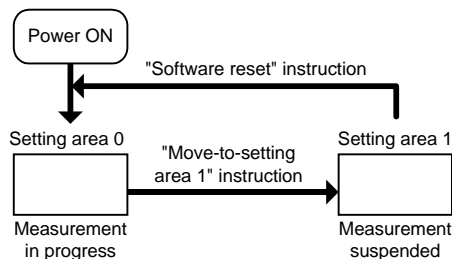 Power ON
"Software reset" instruction
Setting area 0
Setting area 1
"Move-to-setting
area 1" instruction
Measurement
in progress
Measurement
suspended